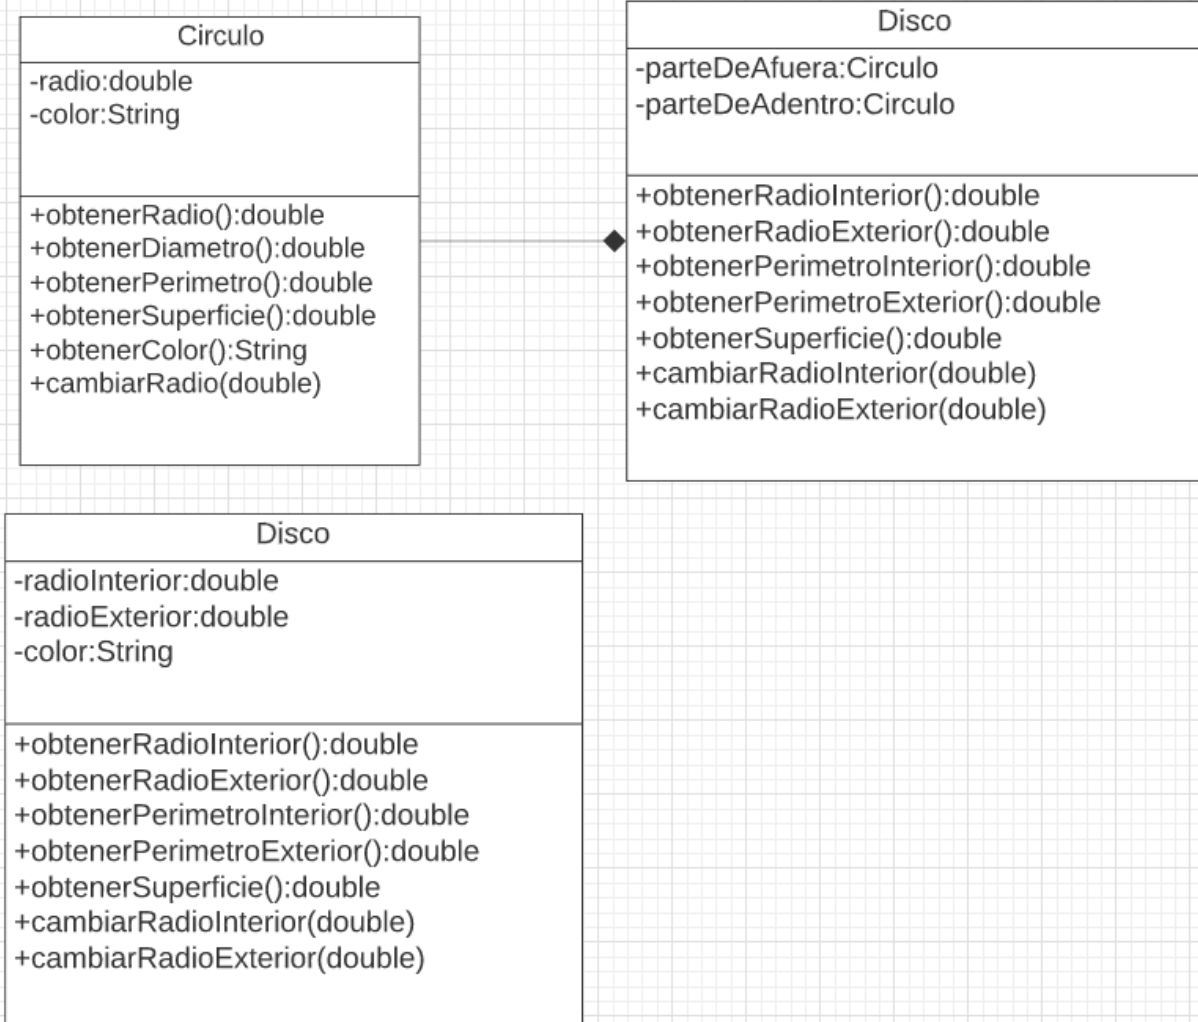 Circulo
-radio:double
-color:String
+obtenerRadio():double
+obtenerDiametro():double
+obtenerPerimetro():double
+obtenerSuperficie():double
+obtenerColor():String
+cambiarRadio(double)
Disco
-parteDeAfuera:Circulo
-parteDeAdentro:Circulo
+obtenerRadioInterior():double
+obtenerRadioExterior():double
+obtenerPerimetroInterior():double
+obtenerPerimetroExterior():double
+obtenerSuperficie():double
+cambiarRadioInterior(double)
+cambiarRadioExterior(double)
Disco
-radioInterior:double
-radioExterior:double
-color:String
+obtenerRadioInterior():double
+obtenerRadioExterior():double
+obtenerPerimetroInterior():double
+obtenerPerimetroExterior():double
+obtenerSuperficie():double
+cambiarRadioInterior(double)
+cambiarRadioExterior(double)